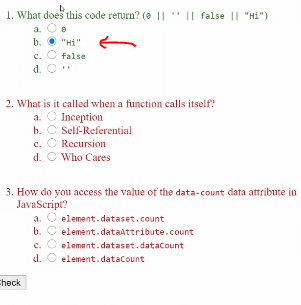 1. What does this code return? (0 || '' || false || "Hi")
a. 0
b. "Hi"
c. false
d. ''
2. What is it called when a function calls itself?
a. Inception
b. Self-Referential
c. Recursion
d. Who Cares
3. How do you access the value of the data-count data attribute in
JavaScript?
a. element.dataset.count
b. element.dataAttribute.count
c. element.dataset.dataCount
d. element.dataCount
Check